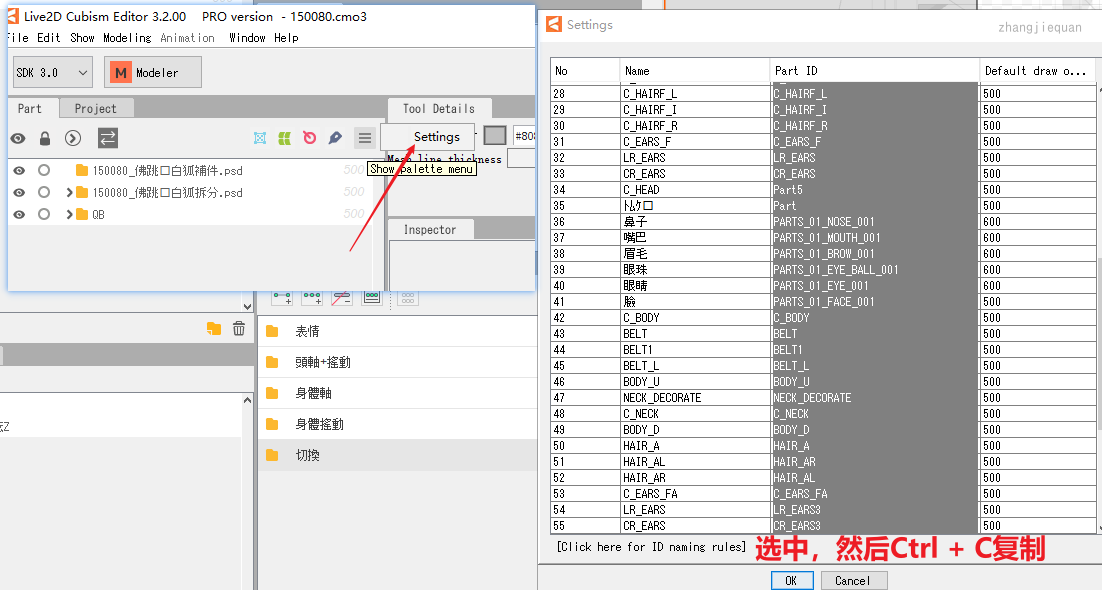 Live2D Cubism Editor 3.2.00 PRO version - 150080.cmo3
File Edit Show Modeling Animation Window Help
SDK 3.0
M Modeler
Part Project
Tool Details
Settings
#808
Mesh line thickness
Show palette menu
150080_佛跳口白狐補件.psd 500
150080_佛跳口白狐拆分.psd 500
QB 500
Inspector
表情
頭軸+搖動
身體軸
身體搖動
切換
Settings
zhangjiequan
No Name Part ID Default draw o...
28 C_HAIRF_L C_HAIRF_L 500
29 C_HAIRF_I C_HAIRF_I 500
30 C_HAIRF_R C_HAIRF_R 500
31 C_EARS_F C_EARS_F 500
32 LR_EARS LR_EARS 500
33 CR_EARS CR_EARS 500
34 C_HEAD Part5 500
35 ﾄﾑｸ口 Part 500
36 鼻子 PARTS_01_NOSE_001 600
37 嘴巴 PARTS_01_MOUTH_001 600
38 眉毛 PARTS_01_BROW_001 600
39 眼珠 PARTS_01_EYE_BALL_001 600
40 眼睛 PARTS_01_EYE_001 600
41 臉 PARTS_01_FACE_001 500
42 C_BODY C_BODY 500
43 BELT BELT 500
44 BELT1 BELT1 500
45 BELT_L BELT_L 500
46 BODY_U BODY_U 500
47 NECK_DECORATE NECK_DECORATE 500
48 C_NECK C_NECK 500
49 BODY_D BODY_D 500
50 HAIR_A HAIR_A 500
51 HAIR_AL HAIR_AR 500
52 HAIR_AR HAIR_AL 500
53 C_EARS_FA C_EARS_FA 500
54 LR_EARS LR_EARS3 500
55 CR_EARS CR_EARS3 500
[Click here for ID naming rules]
选中，然后Ctrl + C复制
OK Cancel